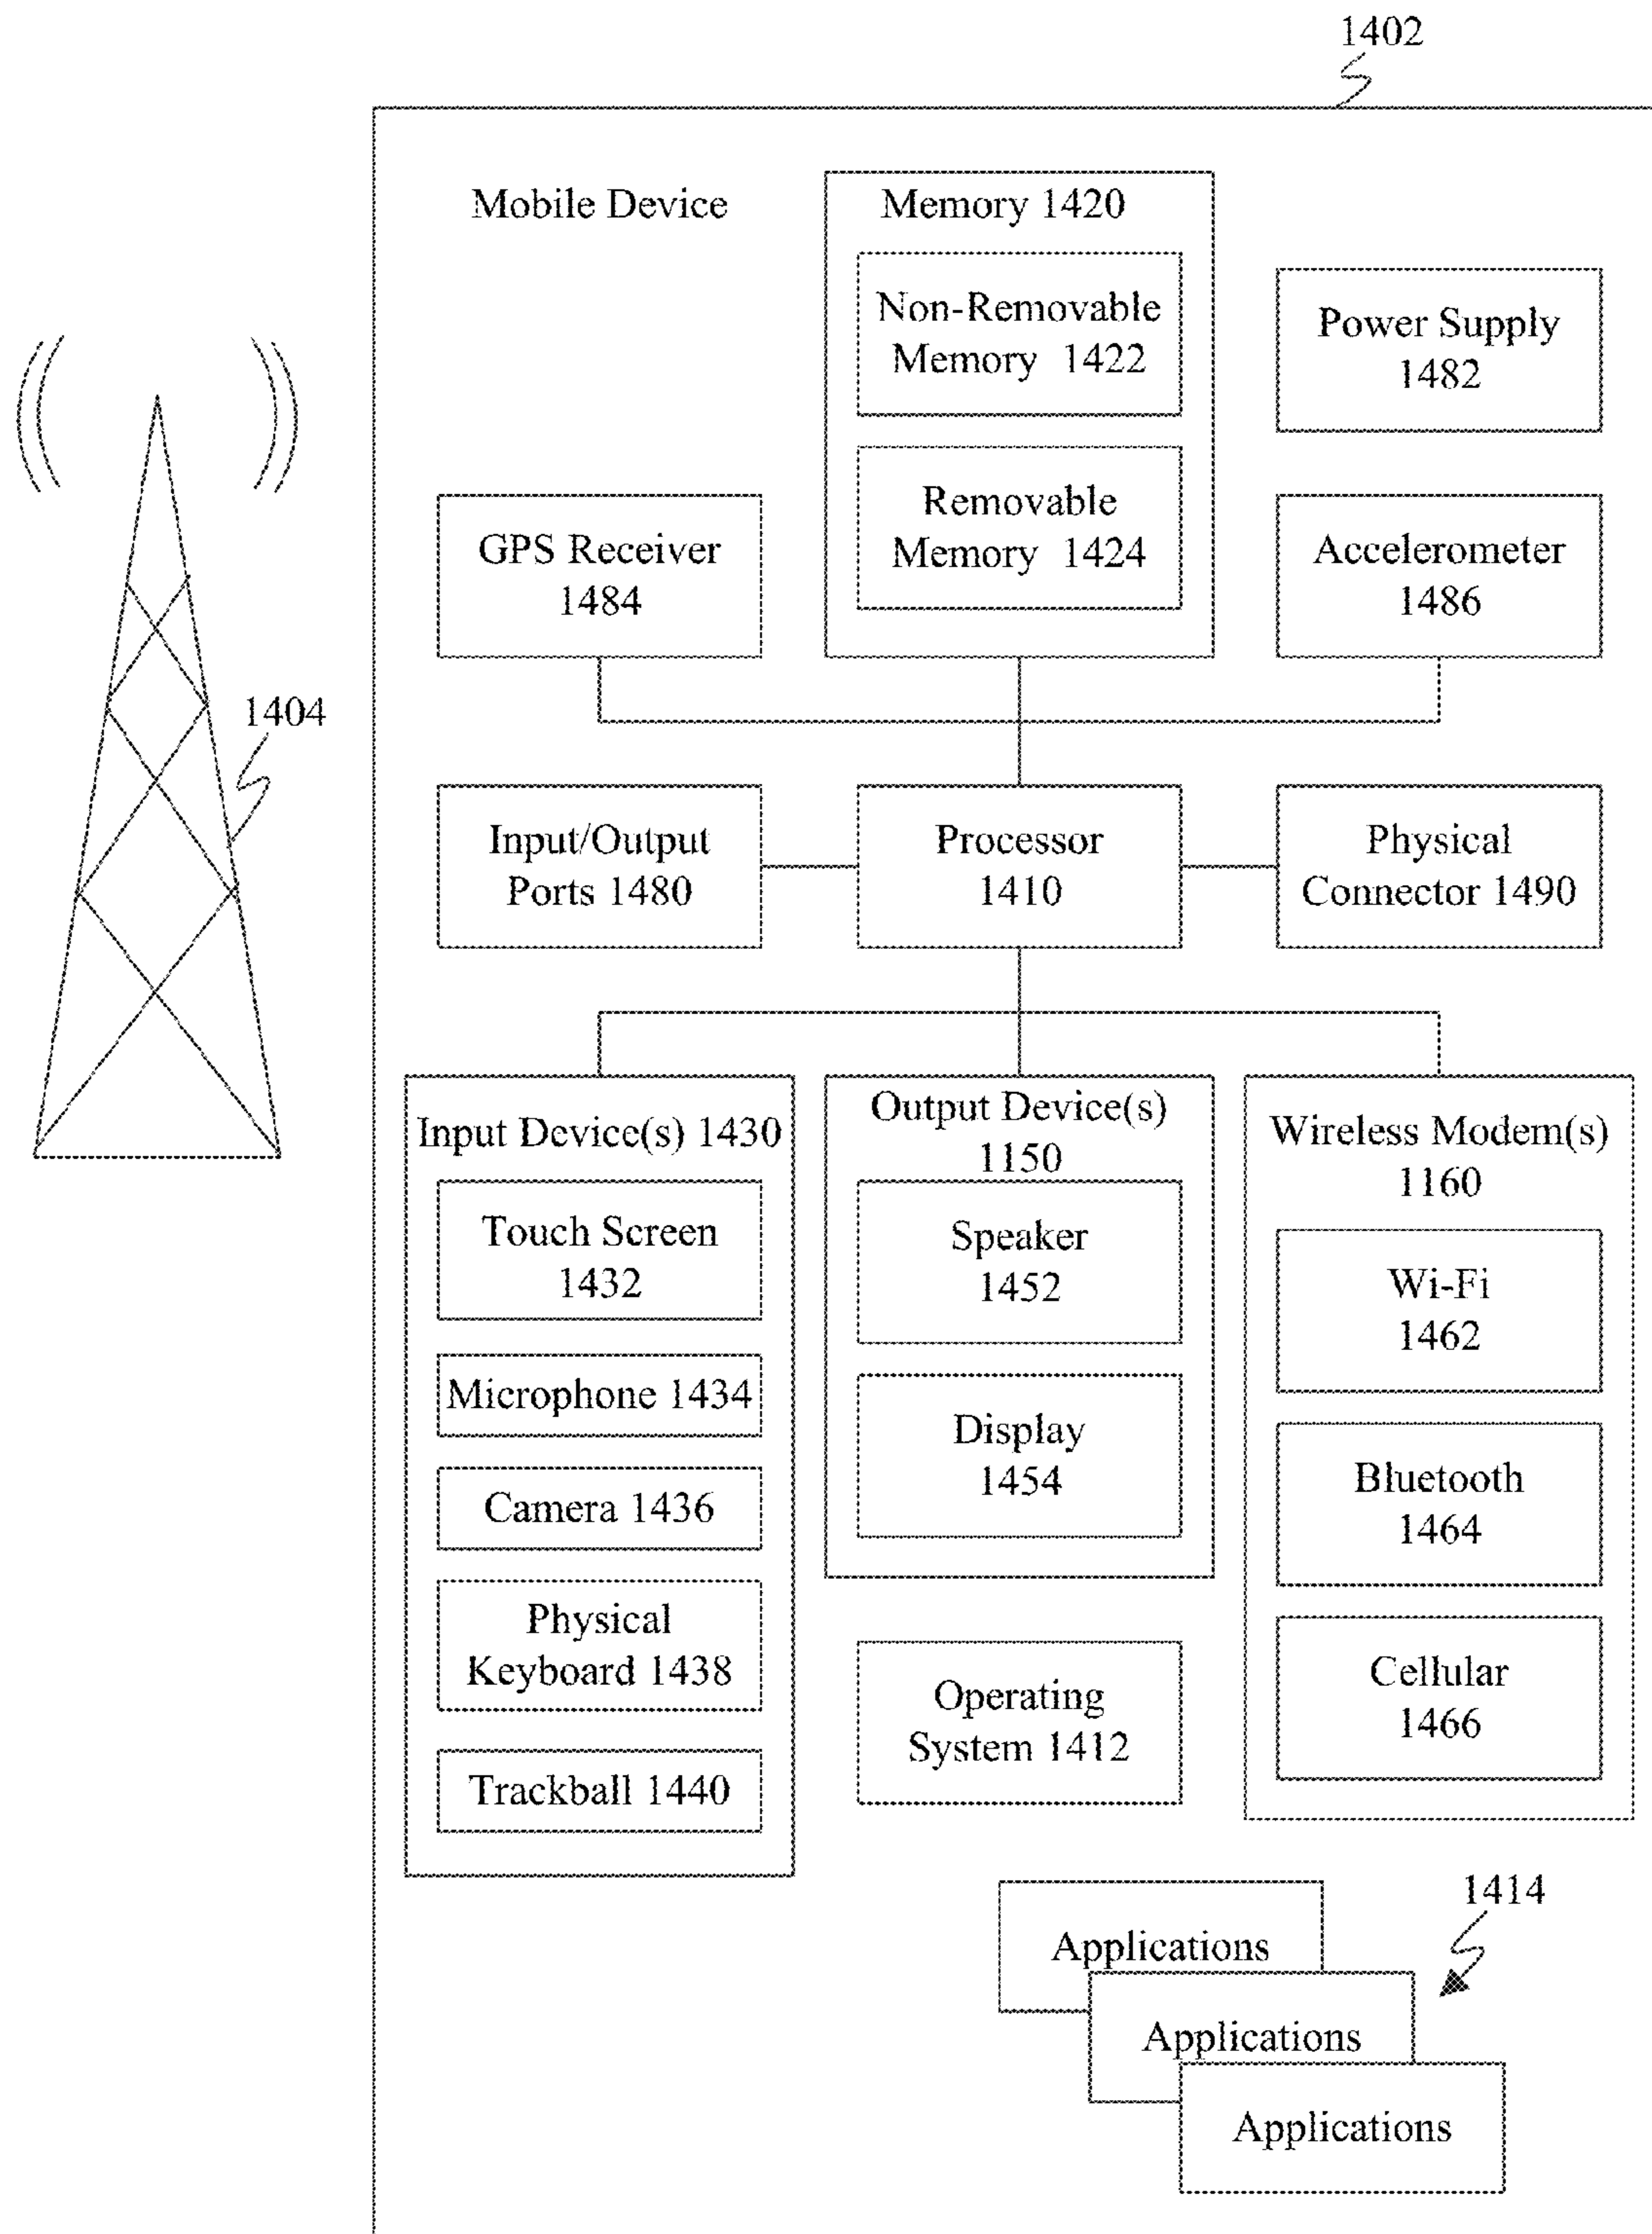 1402
Mobile Device
Memory 1420
Non-Removable
Memory 1422
Power Supply
1482
Removable
Memory 1424
GPS Receiver
1484
Accelerometer
1486
1404
Input/Output
Ports 1480
Processor
1410
Physical
Connector 1490
Input Device(s) 1430
Touch Screen
1432
Microphone 1434
Camera 1436
Physical
Keyboard 1438
Trackball 1440
Output Device(s)
1150
Speaker
1452
Display
1454
Operating
System 1412
Wireless Modem(s)
1160
Wi-Fi
1462
Bluetooth
1464
Cellular
1466
1414
Applications
Applications
Applications